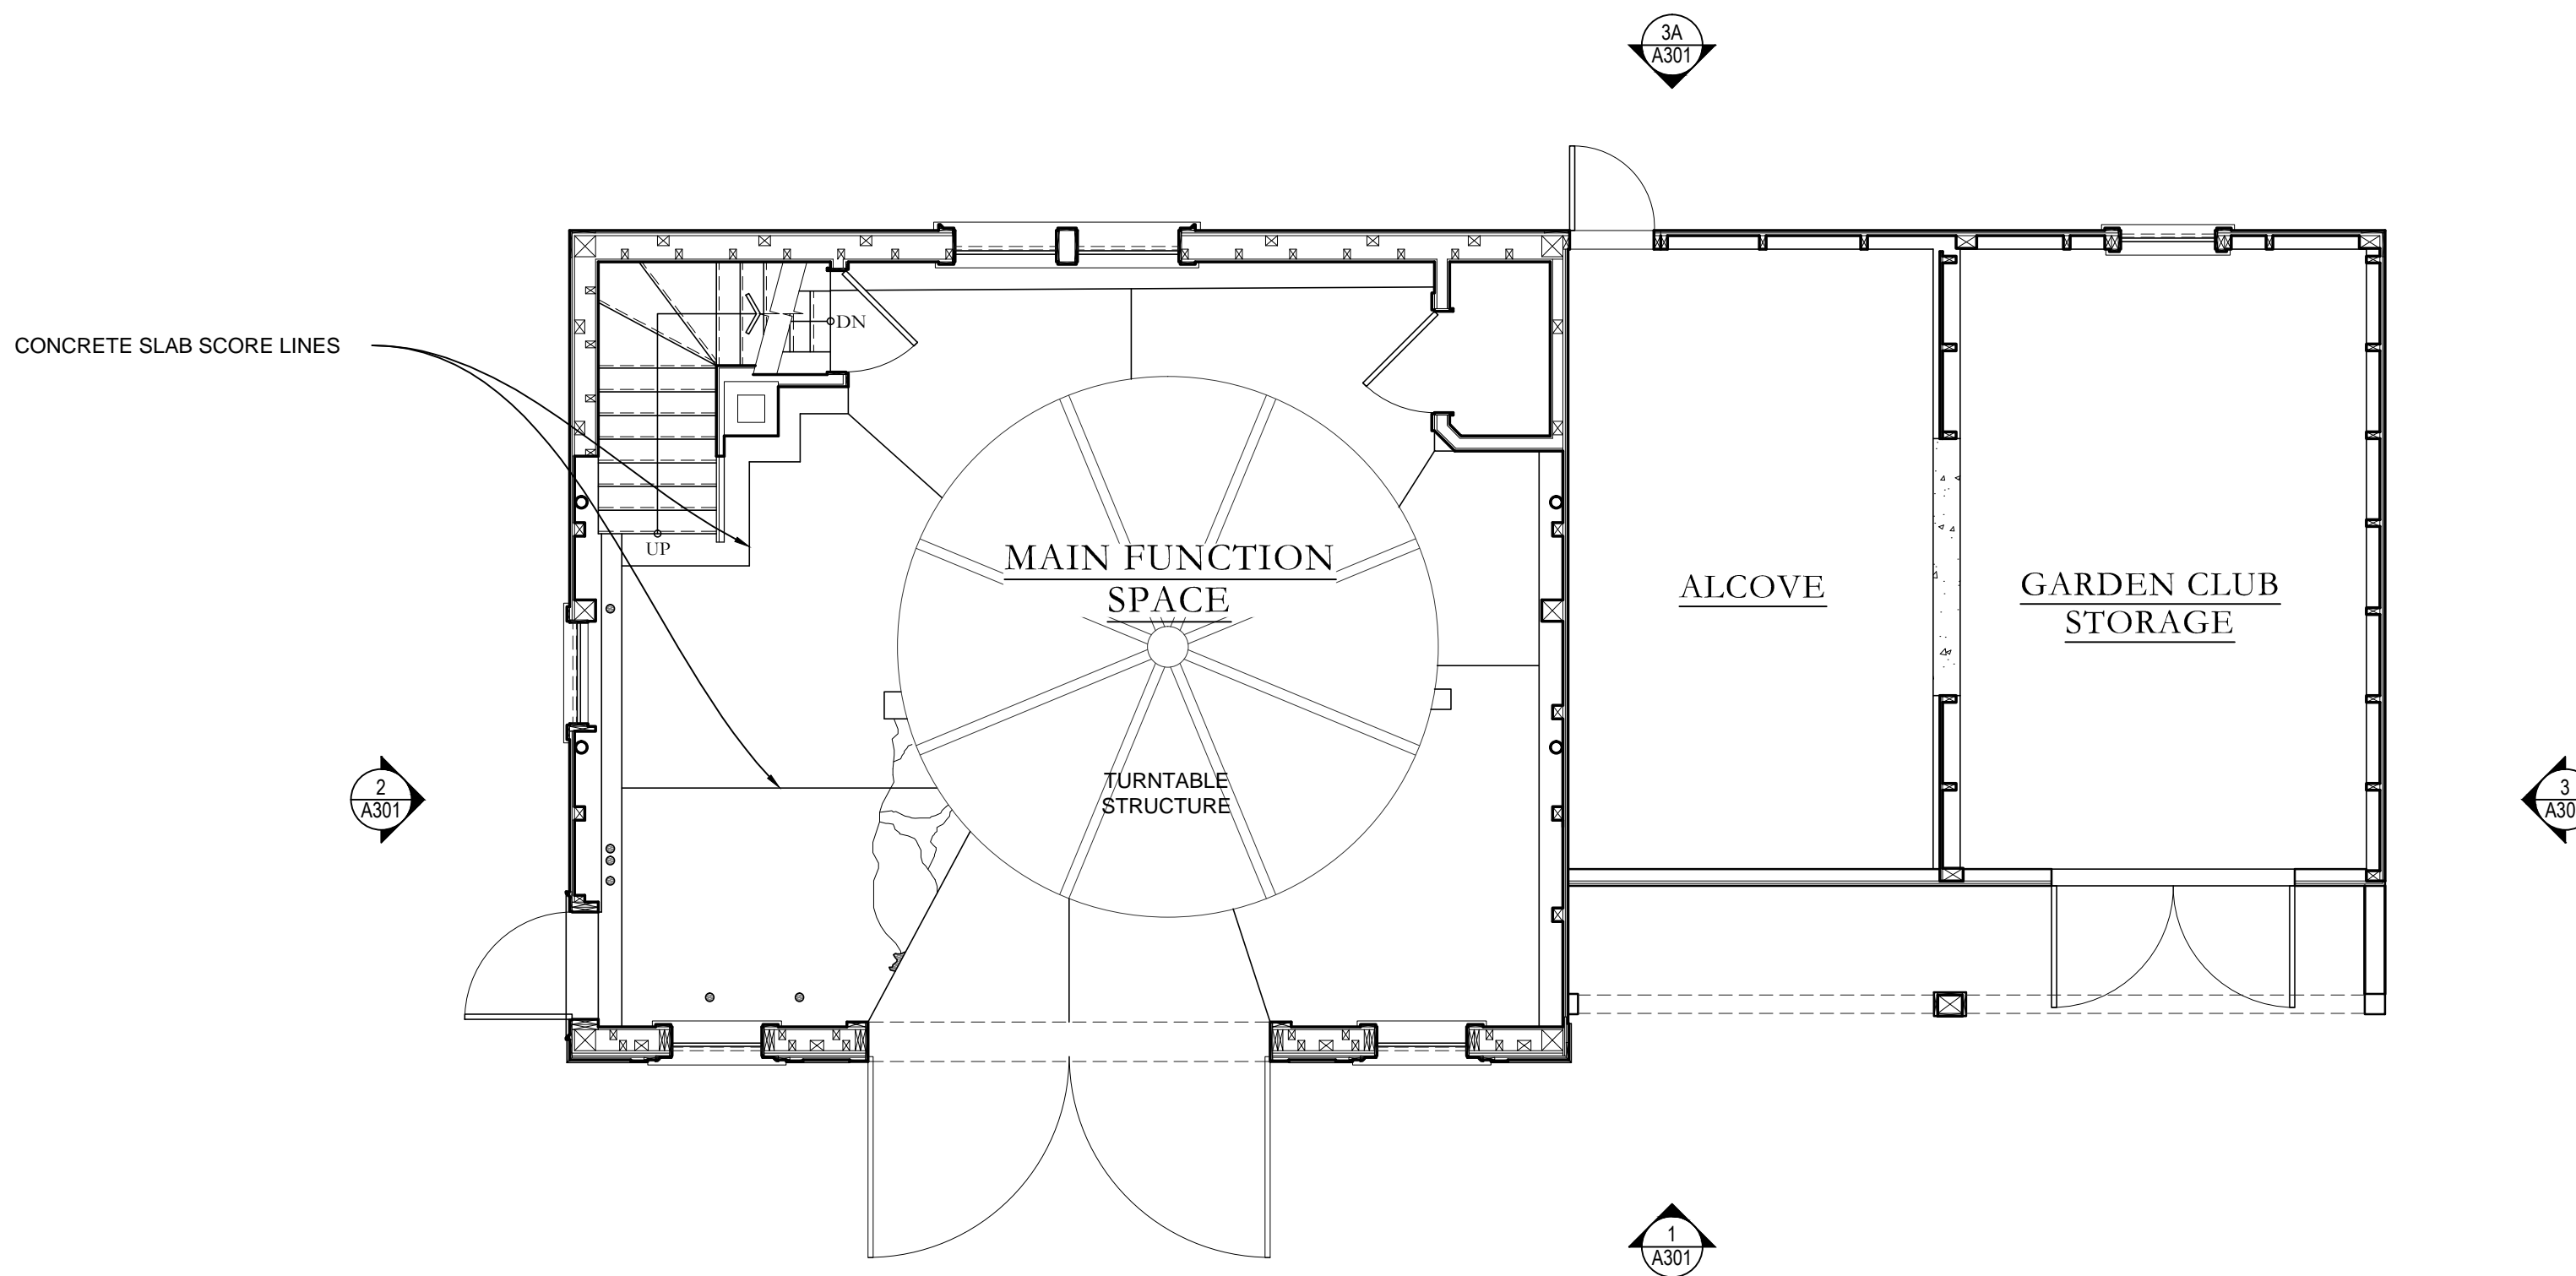 3A
A301
DN
CONCRETE SLAB SCORE LINES
UP
MAIN FUNCTION
SPACE
ALCOVE
GARDEN CLUB
STORAGE
TURNTABLE
STRUCTURE
2
A301
3
A30
1
A301